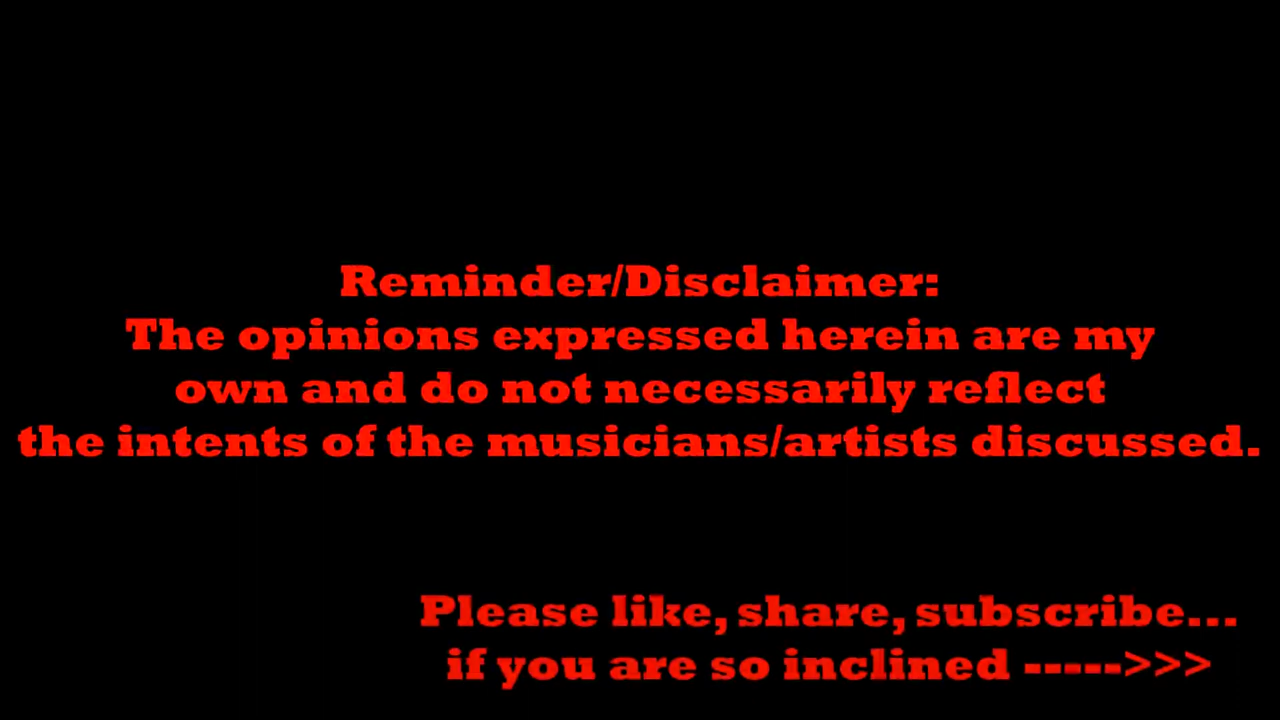 Reminder/Disclaimer:
The opinions expressed herein are my
own and do not necessarily reflect
the intents of the musicians/artists discussed.
Please like, share, subscribe...
if you are so inclined ----->>>